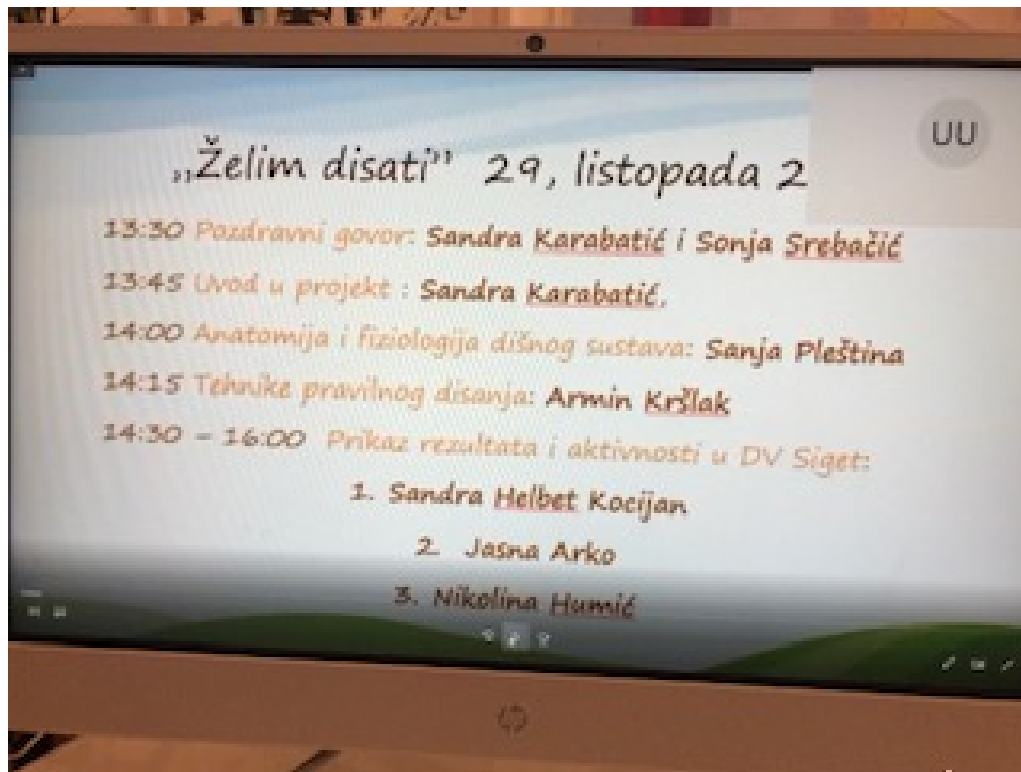 „Želim disati” 29, listopada 2
UU
13:30 Pozdravni govor: Sandra Karabatić i Sonja Srebačić
13:45 Uvod u projekt : Sandra Karabatić,
14:00 Anatomija i fiziologija dišnog sustava: Sanja Pleština
14:15 Tehnike pravilnog disanja: Armin Kršlak
14:30 – 16:00 Prikaz rezultata i aktivnosti u DV Siget:
1. Sandra Helbet Kocijan
2. Jasna Arko
3. Nikolina Humić